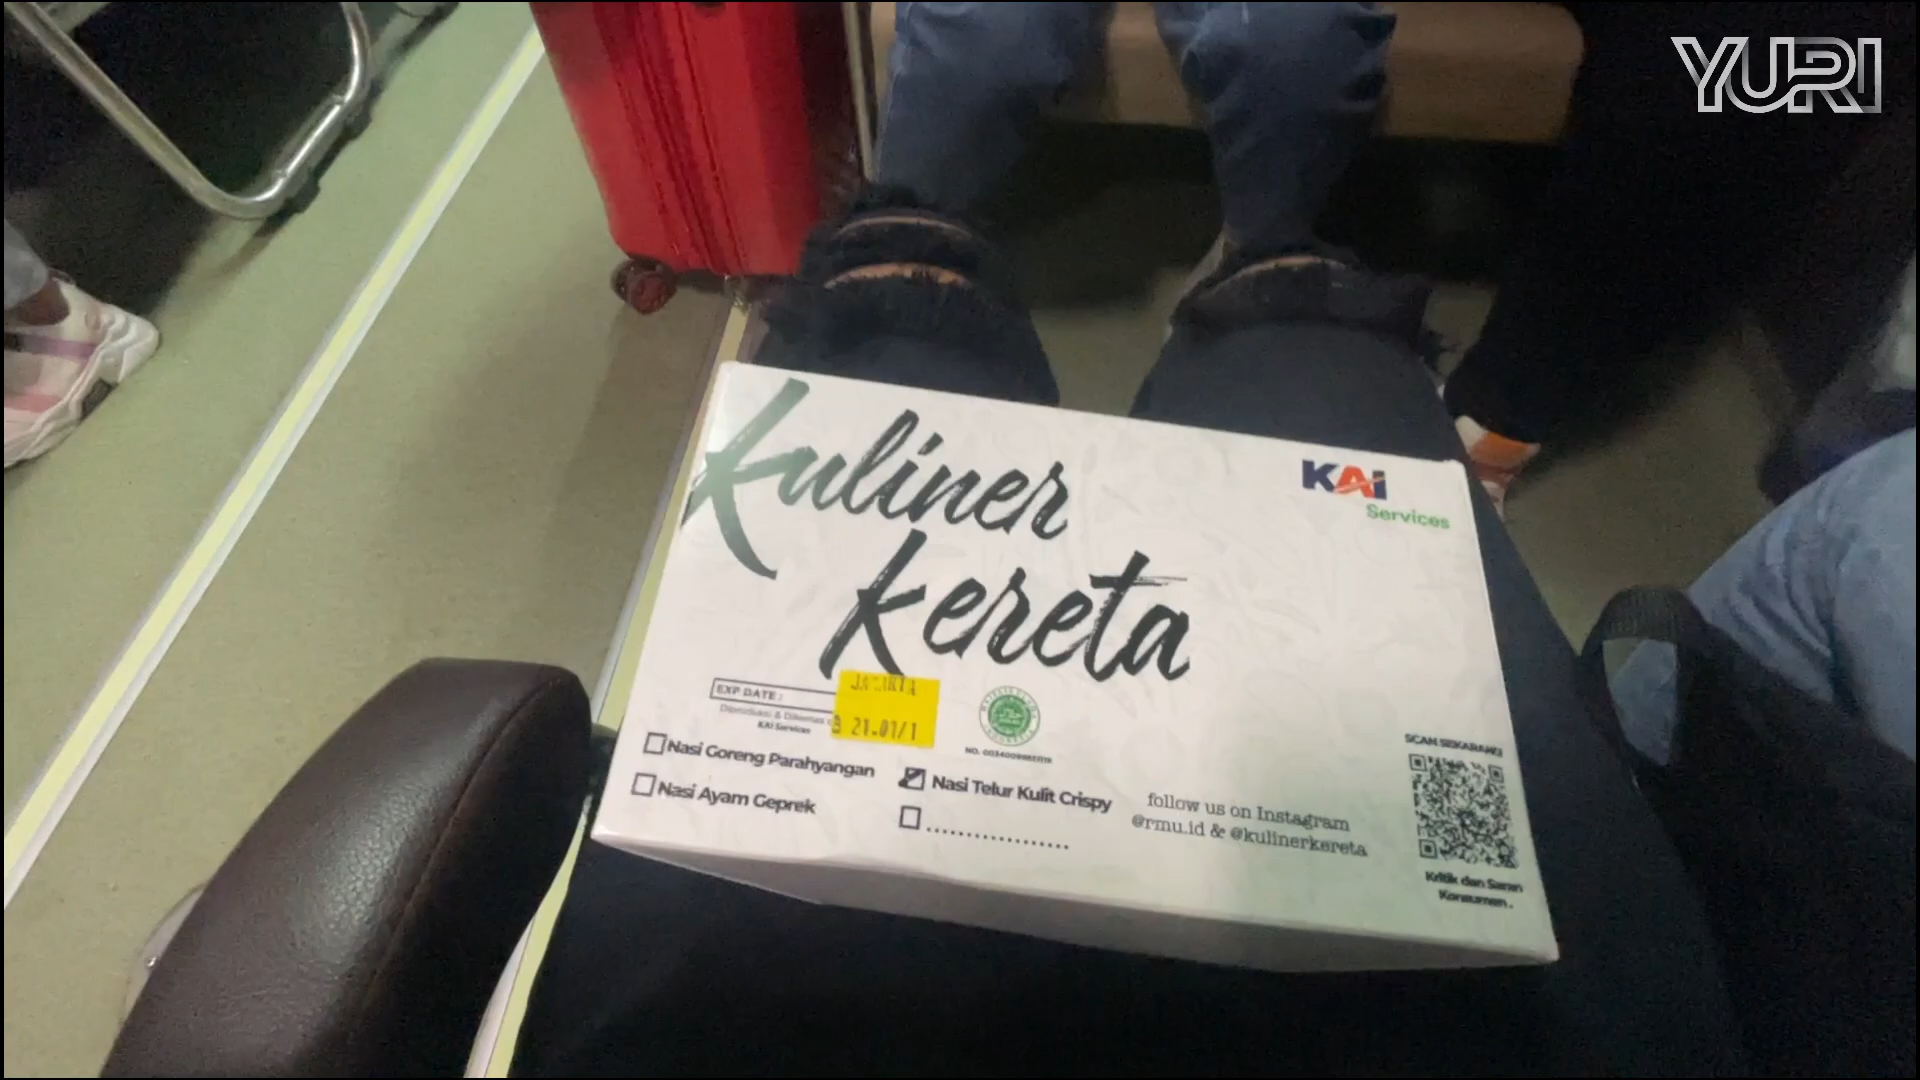 YURI
Kuliner
Kereta
KAI
Services
EXP DATE :
KAI Services
JAKARTA
21.01/1
Nasi Goreng Parahyangan
Nasi Ayam Geprek
Nasi Telur Kulit Crispy
follow us on Instagram
@rmu.id & @kulinerkereta
SCAN SEKARANG
Kritik dan Saran
Konsumen.